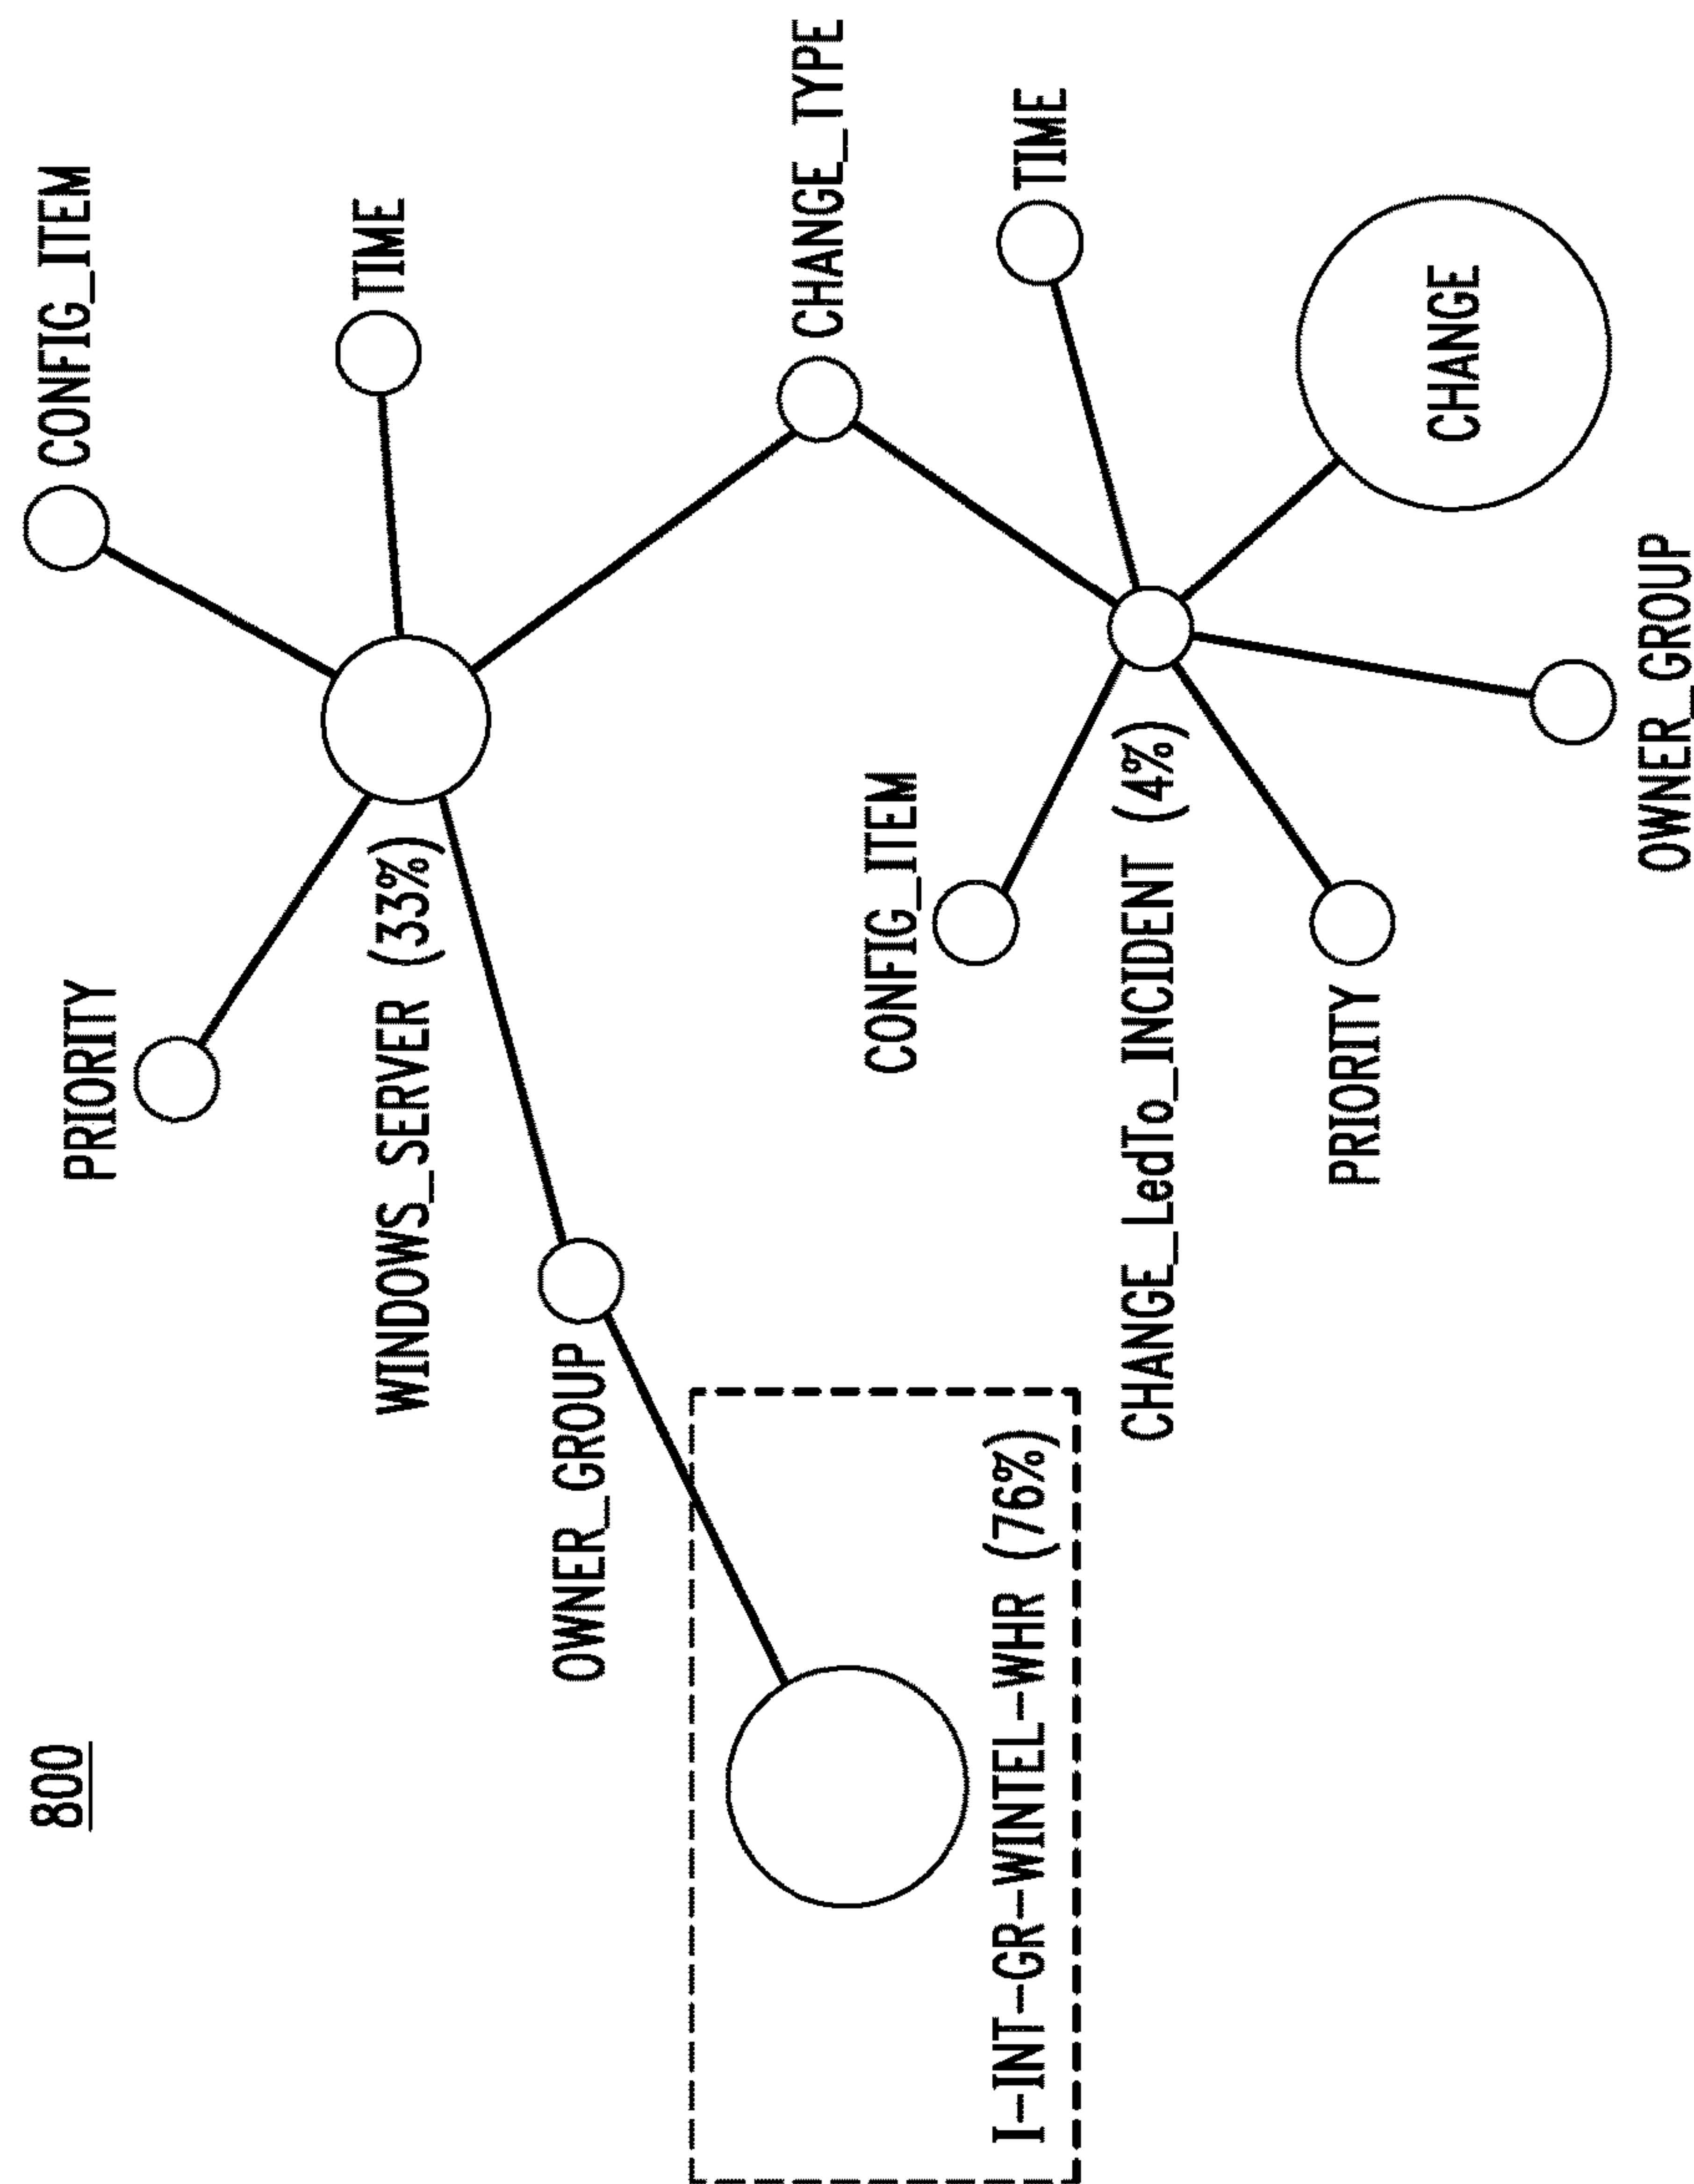 800
PRIORITY
CONFIG_ITEM
WINDOWS_SERVER (33%)
TIME
OWNER_GROUP
CHANGE_TYPE
CONFIG_ITEM
I-INT-GR-WINTEL-WHR (76%)
TIME
CHANGE_LedTo_INCIDENT (4%)
PRIORITY
CHANGE
OWNER_GROUP